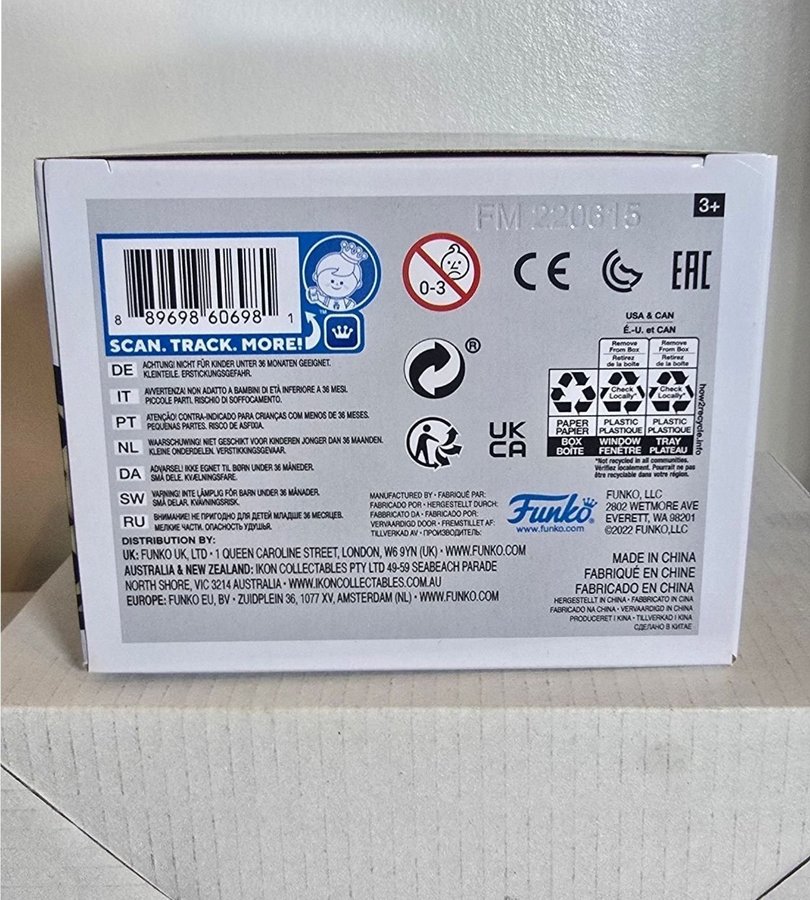 FM 220615
3+
0-3
CE
EAC
8 89698 60698 1
™
SCAN. TRACK. MORE!
DE ACHTUNG! NICHT FÜR KINDER UNTER 36 MONATEN GEEIGNET.
KLEINTEILE. ERSTICKUNGSGEFAHR.
IT AVVERTENZA! NON ADATTO A BAMBINI DI ETÀ INFERIORE A 36 MESI.
PICCOLE PARTI. RISCHIO DI SOFFOCAMENTO.
PT ATENÇÃO! CONTRA-INDICADO PARA CRIANÇAS COM MENOS DE 36 MESES.
PEQUENAS PARTES. RISCO DE ASFIXIA.
NL WAARSCHUWING! NIET GESCHIKT VOOR KINDEREN JONGER DAN 36 MAANDEN.
KLEINE ONDERDELEN. VERSTIKKINGSGEVAAR.
DA ADVARSEL! IKKE EGNET TIL BØRN UNDER 36 MÅNEDER.
SMÅ DELE. KVÆLNINGSFARE.
SW VARNING! INTE LÄMPLIG FÖR BARN UNDER 36 MÅNADER.
SMÅ DELAR. KVÄVNINGSRISK.
RU ВНИМАНИЕ! НЕ ПРИГОДНО ДЛЯ ДЕТЕЙ МЛАДШЕ 36 МЕСЯЦЕВ.
МЕЛКИЕ ЧАСТИ. ОПАСНОСТЬ УДУШЬЯ.
®
UK
CA
USA & CAN
É.-U. et CAN
Remove From Box
Retirez de la boîte
Remove From Box
Retirez de la boîte
Check Locally*
Check Locally*
PAPER PAPIER
PLASTIC PLASTIQUE
PLASTIC PLASTIQUE
BOX BOÎTE
WINDOW FENÊTRE
TRAY PLATEAU
how2recycle.info
*Not recycled in all communities.
Vérifiez localement. Pourrait ne pas
être recyclable dans votre région.
MANUFACTURED BY • FABRIQUÉ PAR:
FABRICADO POR • HERGESTELLT DURCH:
FABBRICATO DA • FABRICADO POR:
VERVAARDIGD DOOR • FREMSTILLET AF:
TILLVERKAD AV • ПРОИЗВОДИТЕЛЬ:
Funko®
www.funko.com
FUNKO, LLC
2802 WETMORE AVE
EVERETT, WA 98201
©2022 FUNKO, LLC
DISTRIBUTION BY:
UK: FUNKO UK, LTD • 1 QUEEN CAROLINE STREET, LONDON, W6 9YN (UK) • WWW.FUNKO.COM
AUSTRALIA & NEW ZEALAND: IKON COLLECTABLES PTY LTD 49-59 SEABEACH PARADE
NORTH SHORE, VIC 3214 AUSTRALIA • WWW.IKONCOLLECTABLES.COM.AU
EUROPE: FUNKO EU, BV • ZUIDPLEIN 36, 1077 XV, AMSTERDAM (NL) • WWW.FUNKO.COM
MADE IN CHINA
FABRIQUÉ EN CHINE
FABRICADO EN CHINA
HERGESTELLT IN CHINA • FABBRICATO IN CINA
FABRICADO NA CHINA • VERVAARDIGD IN CHINA
PRODUCERET I KINA • TILLVERKAD I KINA
СДЕЛАНО В КИТАЕ